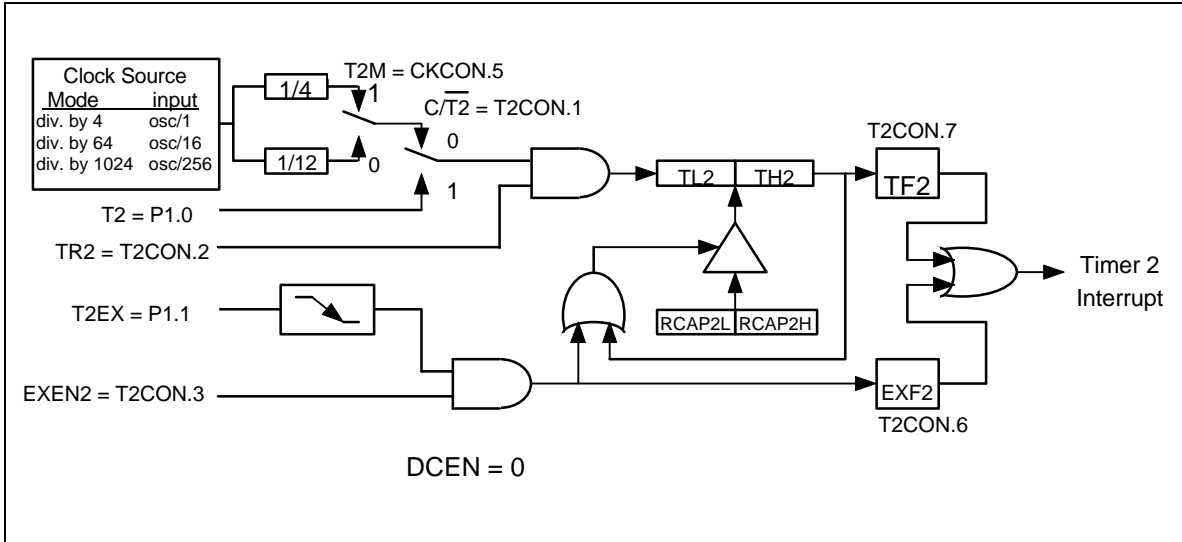 Clock Source
Mode input
div. by 4 osc/1
div. by 64 osc/16
div. by 1024 osc/256
1/4
1/12
T2M = CKCON.5
1
0
C/T2 = T2CON.1
0
1
T2 = P1.0
TR2 = T2CON.2
TL2 TH2
T2CON.7
TF2
Timer 2
Interrupt
T2EX = P1.1
RCAP2L RCAP2H
EXEN2 = T2CON.3
EXF2
T2CON.6
DCEN = 0